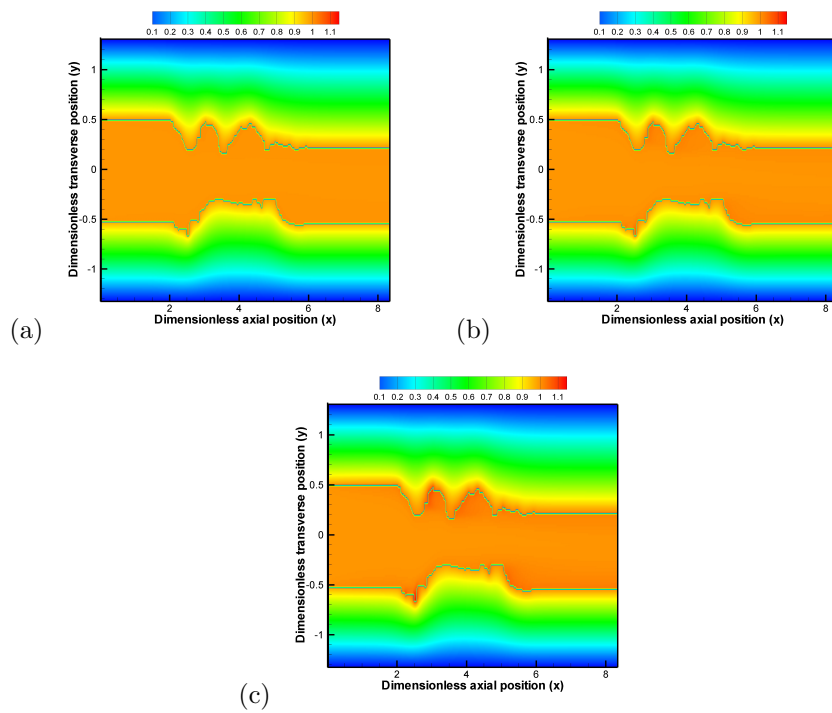 0.1 0.2 0.3 0.4 0.5 0.6 0.7 0.8 0.9 1 1.1
Dimensionless transverse position (y)
1
0.5
0
-0.5
-1
2 4 6 8
Dimensionless axial position (x)
(a)
0.1 0.2 0.3 0.4 0.5 0.6 0.7 0.8 0.9 1 1.1
Dimensionless transverse position (y)
1
0.5
0
-0.5
-1
2 4 6 8
Dimensionless axial position (x)
(b)
0.1 0.2 0.3 0.4 0.5 0.6 0.7 0.8 0.9 1 1.1
Dimensionless transverse position (y)
1
0.5
0
-0.5
-1
2 4 6 8
Dimensionless axial position (x)
(c)